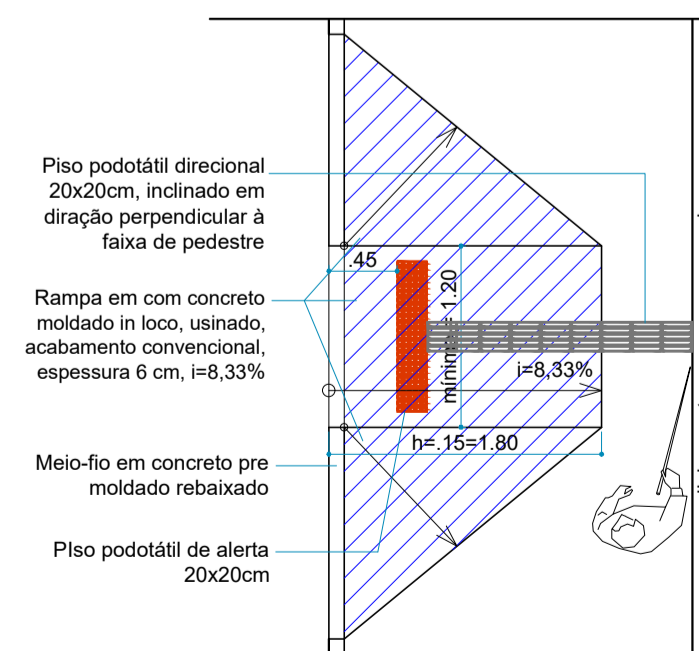 Piso podotátil direcional
20x20cm, inclinado em
diração perpendicular à
faixa de pedestre
.45
Rampa em com concreto
moldado in loco, usinado,
acabamento convencional,
espessura 6 cm, i=8,33%
mínimo= 1.20
i=8,33%
h=.15=1.80
Meio-fio em concreto pre
moldado rebaixado
PIso podotátil de alerta
20x20cm